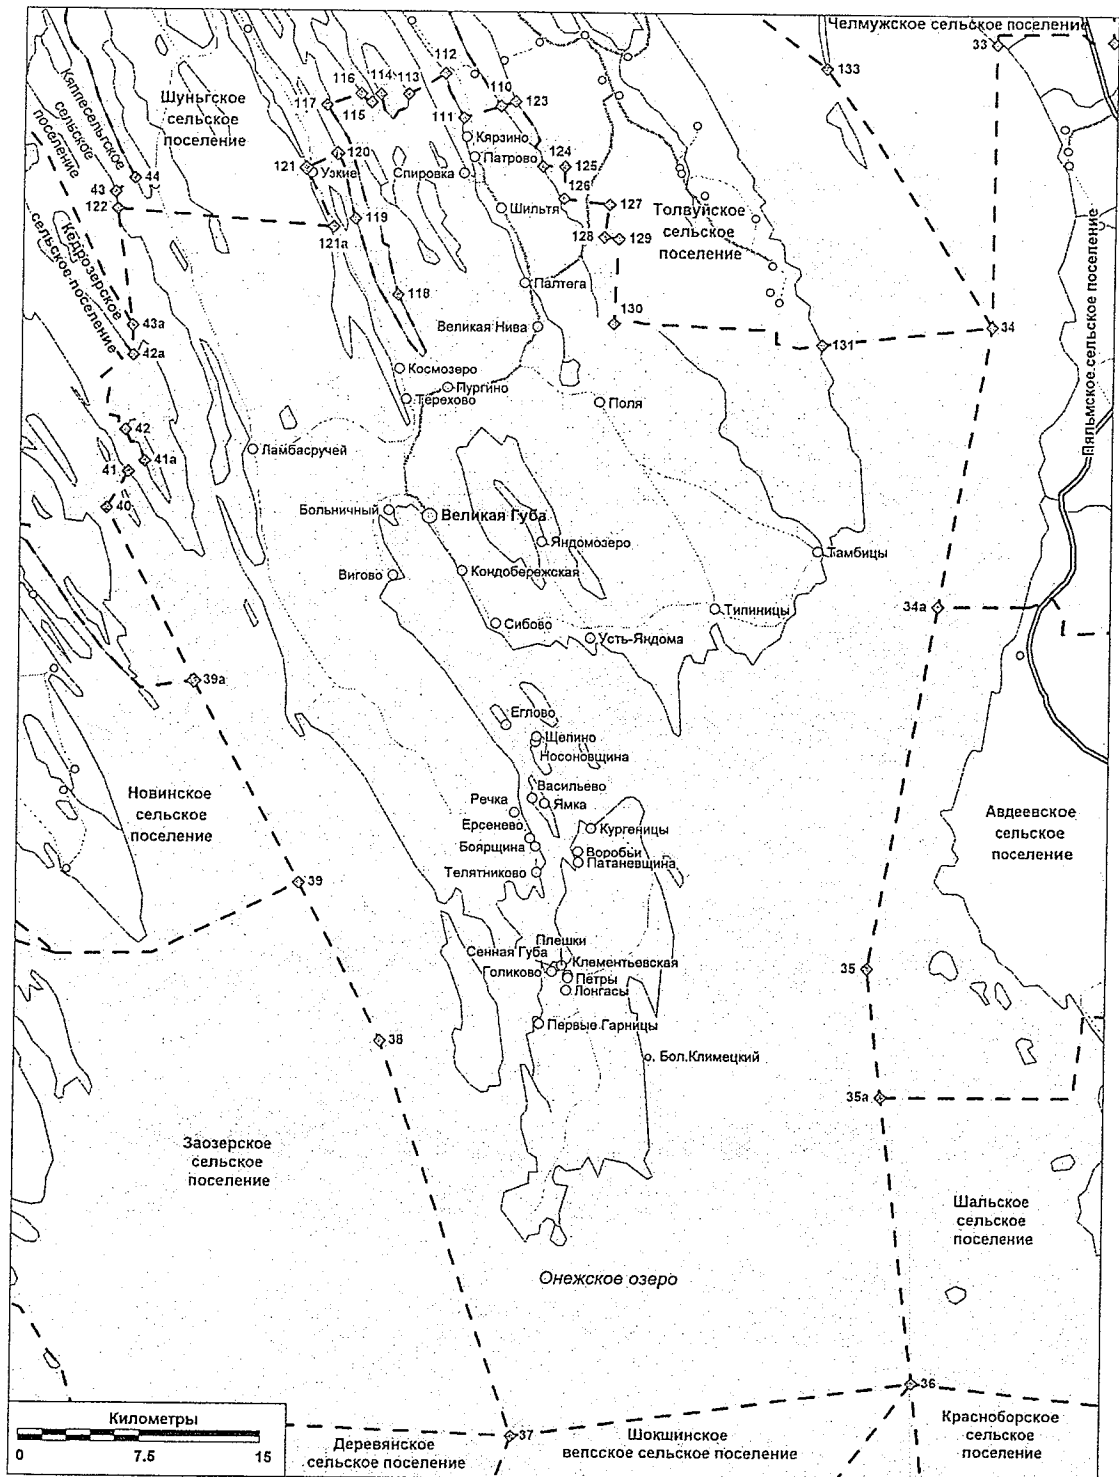 Челмужское сельское поселение
33
133
112
116
114
113
117
115
110
123
111
Шуньгское
сельское
поселение
Кяппесельгское
сельское
поселение
Кярзино
Патрово
124
125
120
121
Узкие
Спировка
44
43
122
126
127
Шильтя
119
121а
128
129
Толвуйское
сельское
поселение
Кедрозерское
сельское поселение
Пяльмское сельское поселение
118
Палтега
130
Великая Нива
34
43а
42а
131
Космозеро
Пургино
Терехово
Поля
42
41а
41
40
Ламбасручей
Больничный
Великая Губа
Яндомозеро
Тамбицы
Вигово
Кондобережская
34а
Типиницы
Сибово
Усть-Яндома
39а
Еглово
Щепино
Носоновщина
Новинское
сельское
поселение
Васильево
Речка
Ямка
Ерсенево
Кургеницы
Боярщина
Воробьи
Патаневщина
Телятниково
Авдеевское
сельское
поселение
39
Плешки
Сенная Губа
Клементьевская
Голиково
Петры
Лонгасы
35
Первые Гарницы
38
о. Бол.Климецкий
35а
Заозерское
сельское
поселение
Шальское
сельское
поселение
Онежское озеро
36
37
Километры
0
7.5
15
Деревянское
сельское поселение
Шокшинское
вепсское сельское поселение
Красноборское
сельское
поселение